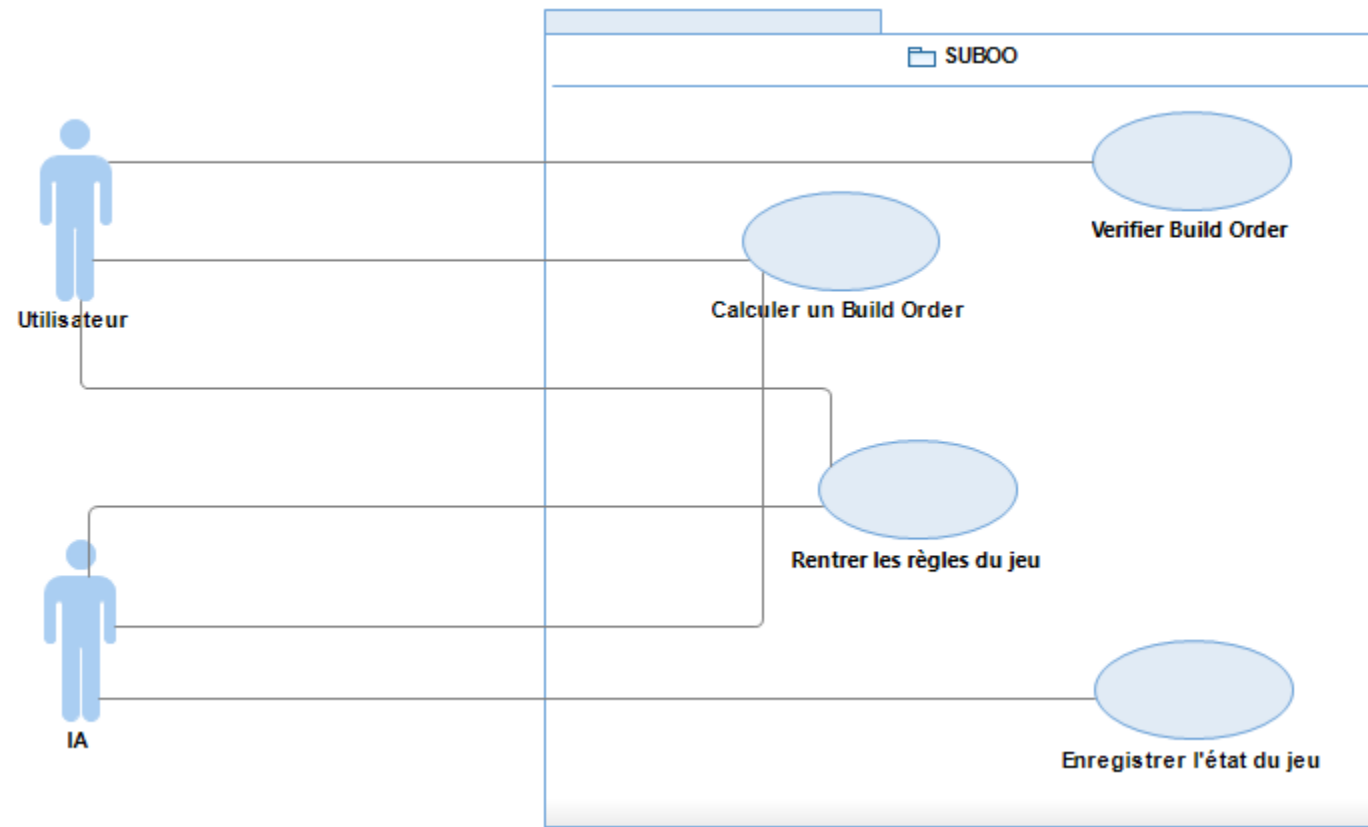 SUBOO
Verifier Build Order
Calculer un Build Order
Utilisateur
Rentrer les règles du jeu
IA
Enregistrer l'état du jeu